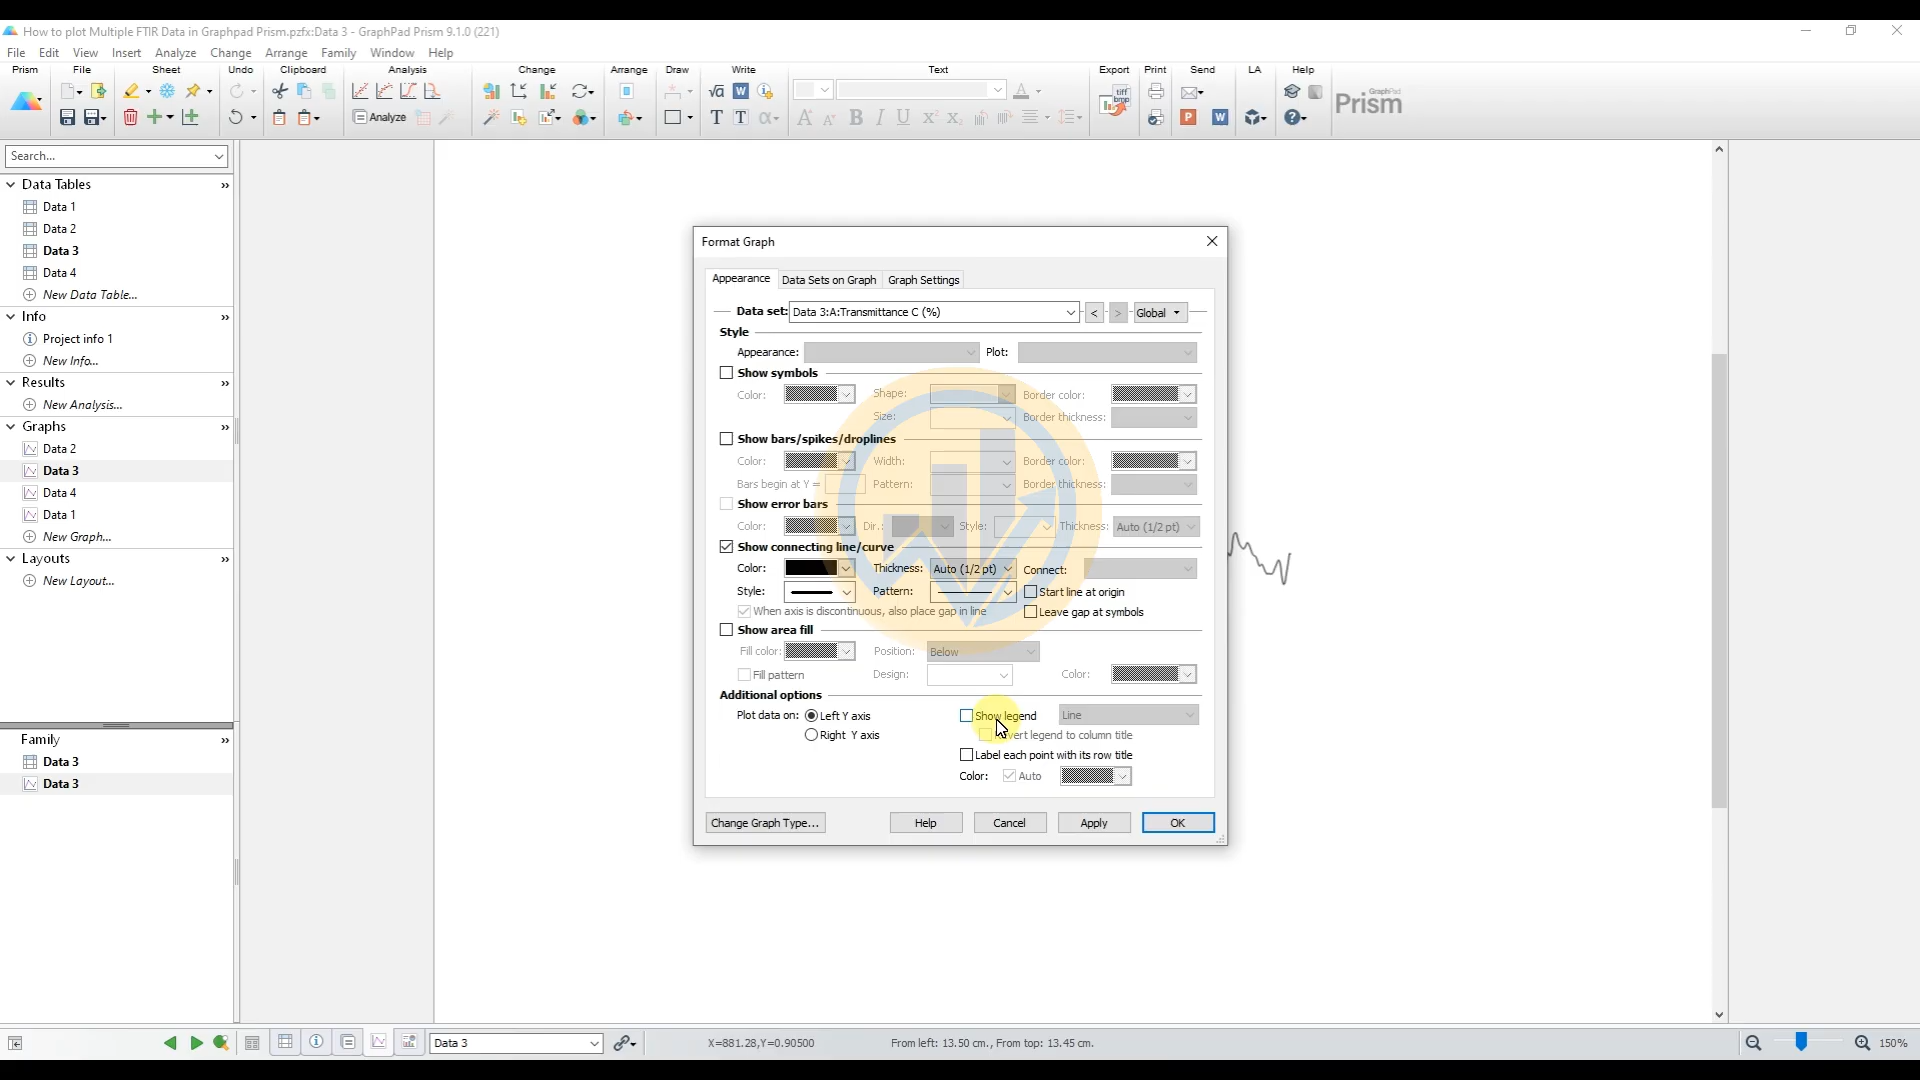 How to plot Multiple FTIR Data in Graphpad Prism.pzfx:Data 3 - GraphPad Prism 9.1.0 (221)
File Edit View Insert Analyze Change Arrange Family Window Help
Prism File Sheet Undo Clipboard Analysis Change Arrange Draw Write Text Export Print Send LA Help
tiff
bmp
GraphPad
Prism
Analyze
Search...
Data Tables
Data 1
Data 2
Data 3
Data 4
New Data Table...
Info
Project info 1
New Info...
Results
New Analysis...
Graphs
Data 2
Data 3
Data 4
Data 1
New Graph...
Layouts
New Layout...
Family
Data 3
Data 3
Format Graph
Appearance Data Sets on Graph Graph Settings
Data set: Data 3:A:Transmittance C (%) < > Global
Style
Appearance: Plot:
Show symbols
Color: Shape: Border color:
Size: Border thickness:
Show bars/spikes/droplines
Color: Width: Border color:
Bars begin at Y = Pattern: Border thickness:
Show error bars
Color: Dir.: Style: Thickness: Auto (1/2 pt)
Show connecting line/curve
Color: Thickness: Auto (1/2 pt) Connect:
Style: Pattern: Start line at origin
When axis is discontinuous, also place gap in line Leave gap at symbols
Show area fill
Fill color: Position: Below
Fill pattern Design: Color:
Additional options
Plot data on: Left Y axis Show legend Line
Right Y axis legend to column title
Label each point with its row title
Color: Auto
Change Graph Type... Help Cancel Apply OK
Data 3 X=881.28,Y=0.90500 From left: 13.50 cm., From top: 13.45 cm. 150%